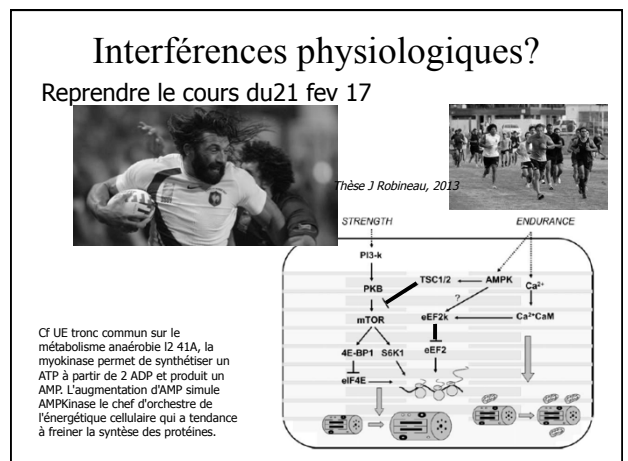 Interférences physiologiques?
Reprendre le cours du21 fev 17
Thèse J Robineau, 2013
STRENGTH
ENDURANCE
PI3-k
TSC1/2
AMPK
Ca²⁺
PKB
?
mTOR
eEF2k
Ca²⁺CaM
4E-BP1
S6K1
eEF2
eIF4E
Cf UE tronc commun sur le
métabolisme anaérobie l2 41A, la
myokinase permet de synthétiser un
ATP à partir de 2 ADP et produit un
AMP. L'augmentation d'AMP simule
AMPKinase le chef d'orchestre de
l'énergétique cellulaire qui a tendance
à freiner la syntèse des protéines.